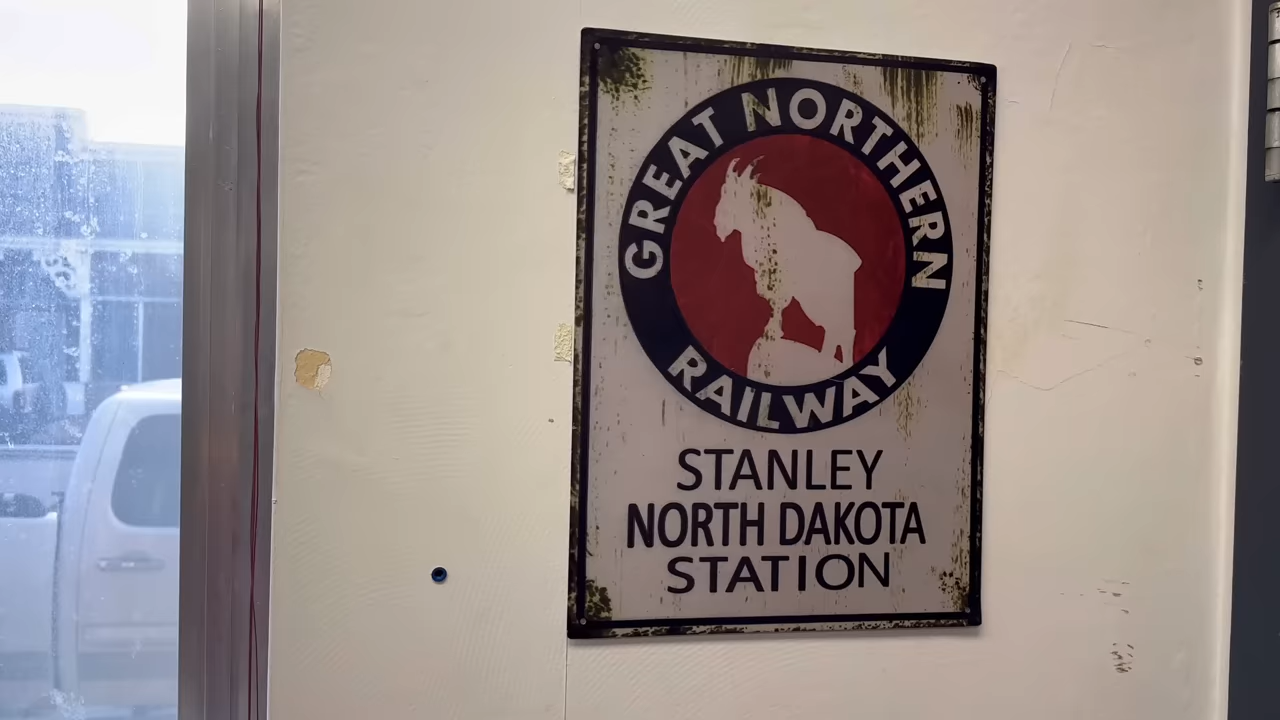 GREAT NORTHERN
RAILWAY
STANLEY
NORTH DAKOTA
STATION